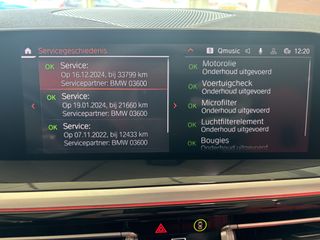 Servicegeschiedenis
Qmusic
12:20
OK Service:
Op 16.12.2024, bij 33799 km
Servicepartner: BMW 03600
OK Service:
Op 19.01.2024, bij 21660 km
Servicepartner: BMW 03600
OK Service:
Op 07.11.2022, bij 12433 km
Servicepartner: BMW 03600
OK Motorolie
Onderhoud uitgevoerd
OK Voertuigcheck
Onderhoud uitgevoerd
OK Microfilter
Onderhoud uitgevoerd
OK Luchtfilterelement
Onderhoud uitgevoerd
OK Bougies
Onderhoud uitgevoerd